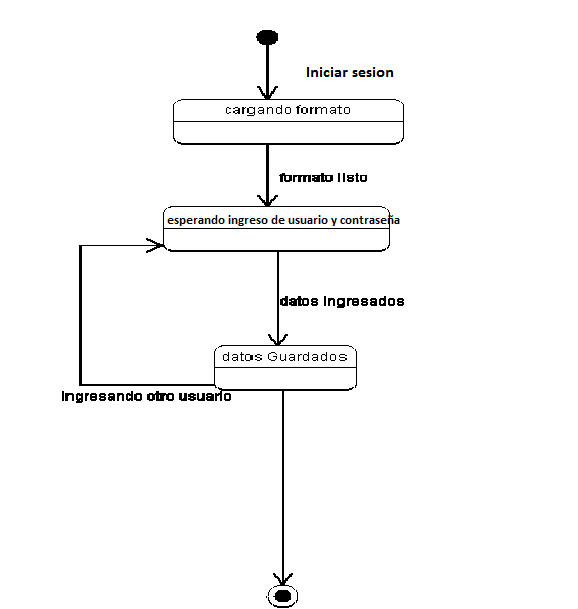 Iniciar sesion
cargando formato
formato listo
esperando ingreso de usuario y contraseña
datos ingresados
datos Guardados
Ingresando otro usuario